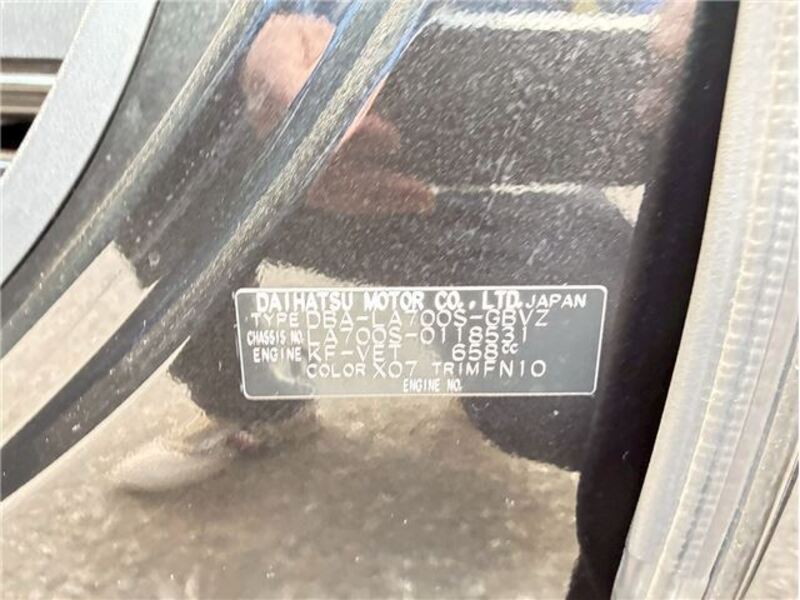 DAIHATSU MOTOR CO., LTD. JAPAN
TYPE DBA-LA700S-GBVZ
CHASSIS NO. LA700S-0118531
ENGINE KF-VET 658cc
COLOR X07 TRIM FN10
ENGINE NO.